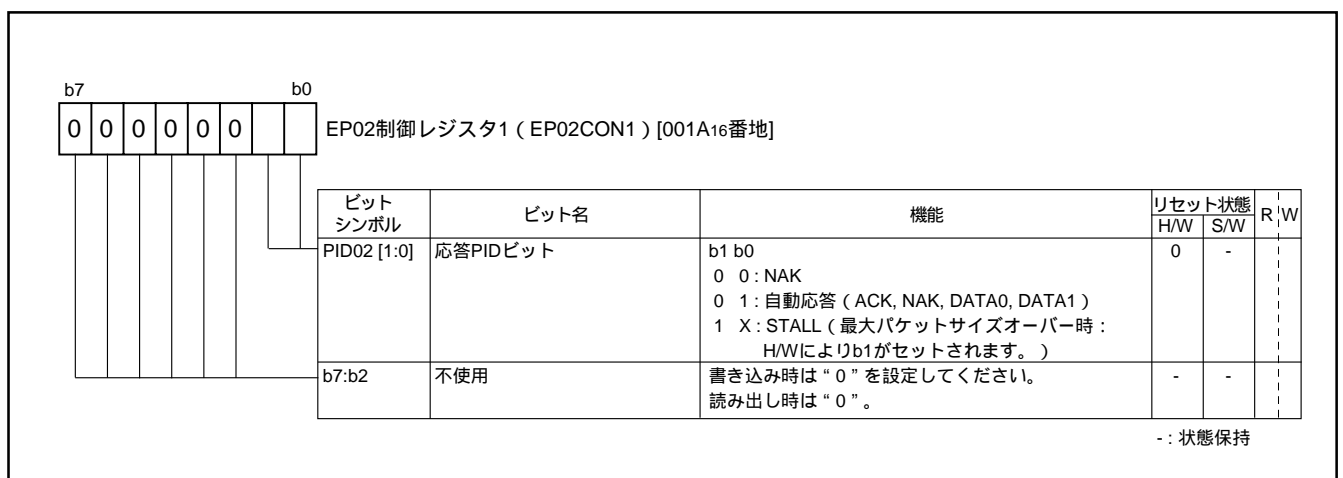 b7 b0
0 0 0 0 0 0
EP02制御レジスタ1（EP02CON1）[001A16番地]
ビット
シンボル
ビット名
機能
リセット状態
H/W S/W
R W
PID02 [1:0] 応答PIDビット b1 b0 0 -
0 0 : NAK
0 1 : 自動応答（ACK, NAK, DATA0, DATA1）
1 X : STALL（最大パケットサイズオーバー時：
H/Wによりb1がセットされます。）
b7:b2 不使用 書き込み時は“0”を設定してください。 - -
読み出し時は“0”。
- : 状態保持